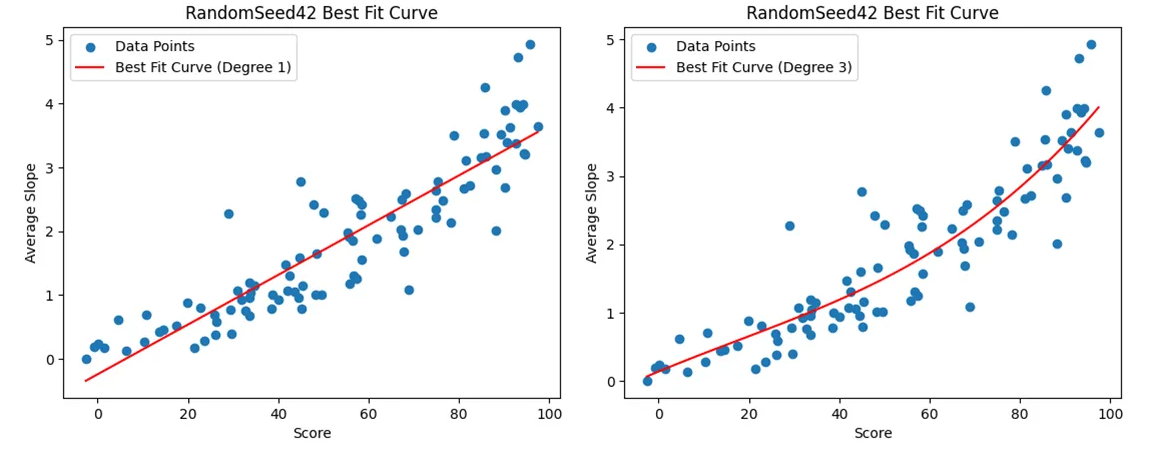 RandomSeed42 Best Fit Curve
Data Points
Best Fit Curve (Degree 1)
5
4
3
2
1
0
Average Slope
0 20 40 60 80 100
Score
RandomSeed42 Best Fit Curve
Data Points
Best Fit Curve (Degree 3)
5
4
3
2
1
0
Average Slope
0 20 40 60 80 100
Score